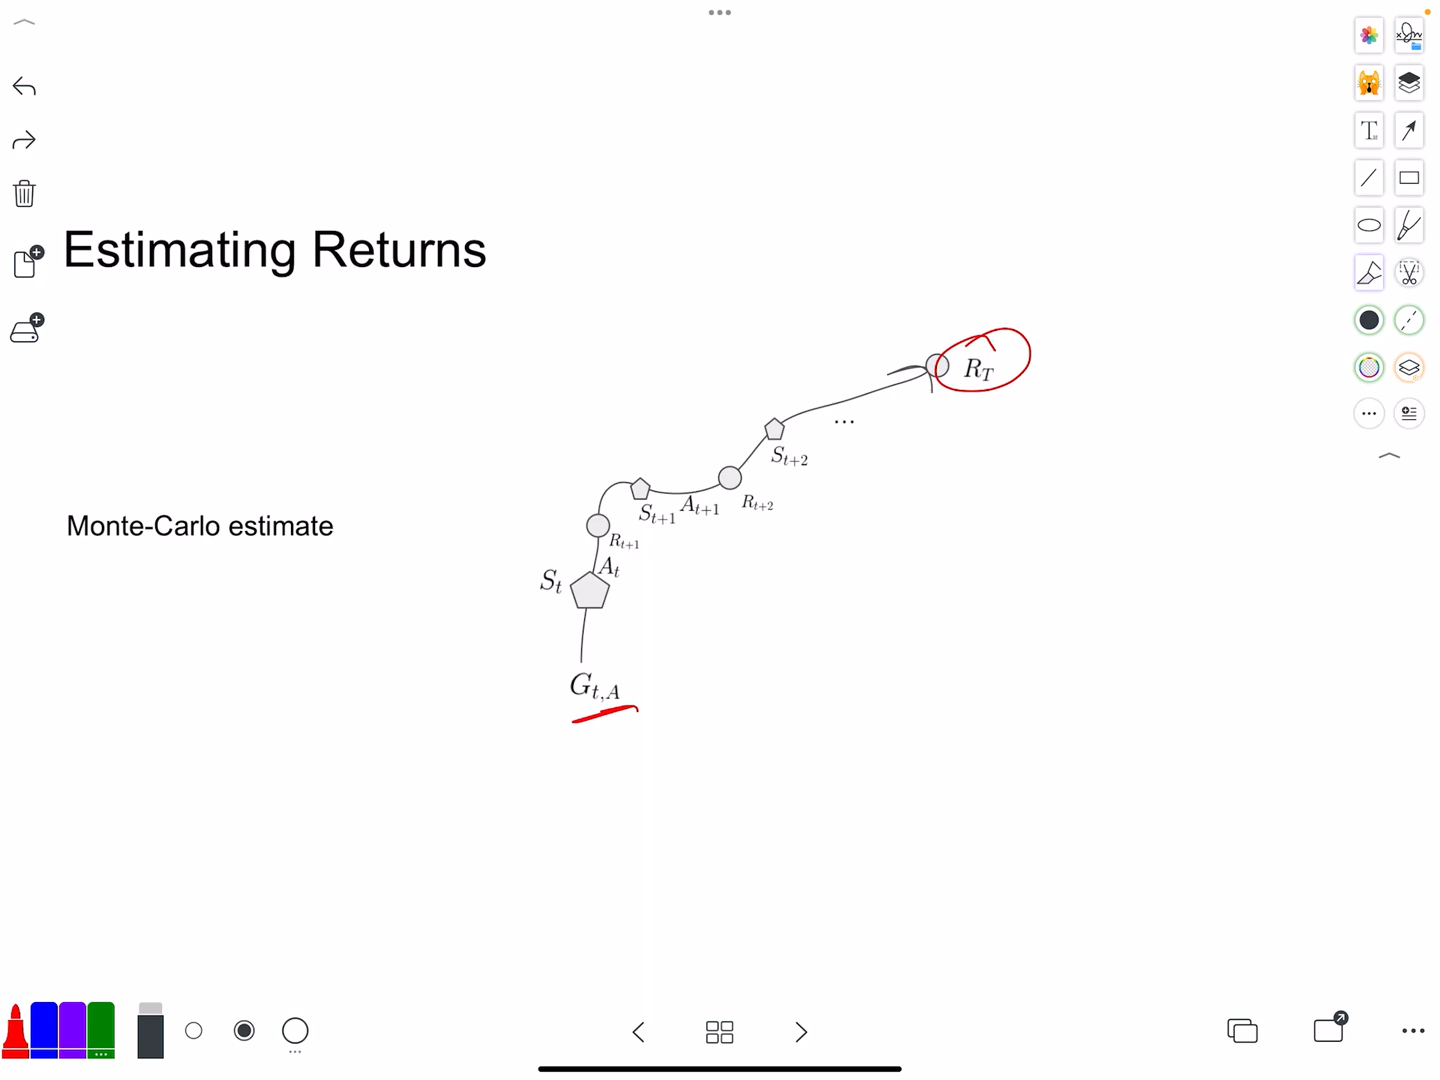 Estimating Returns
R_T
...
S_{t+2}
S_{t+1} A_{t+1} R_{t+2}
Monte-Carlo estimate
R_{t+1}
S_t A_t
G_{t,A}